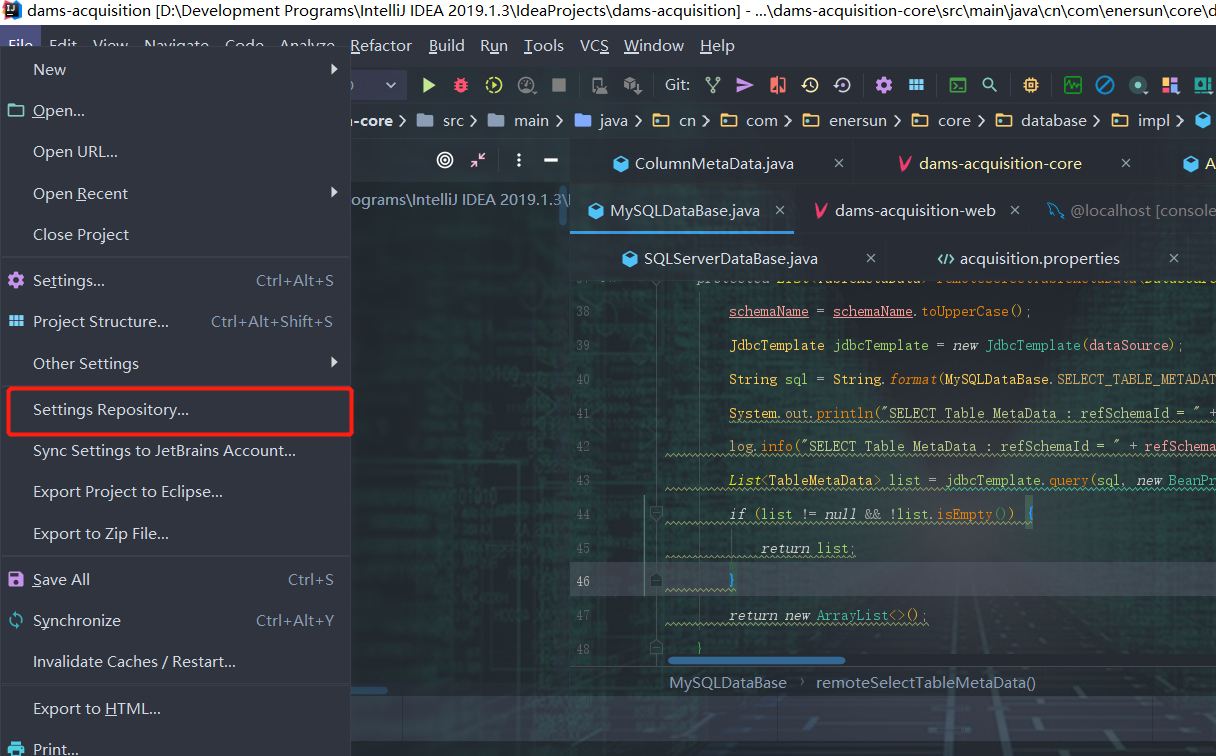 dams-acquisition [D:\Development Programs\IntelliJ IDEA 2019.1.3\IdeaProjects\dams-acquisition] - ...\dams-acquisition-core\src\main\java\cn\com\enersun\core\d
File Edit View Navigate Code Analyze Refactor Build Run Tools VCS Window Help
Git:
-core src main java cn com enersun core database impl
New
Open...
Open URL...
Open Recent
Close Project
Settings... Ctrl+Alt+S
Project Structure... Ctrl+Alt+Shift+S
Other Settings
Settings Repository...
Sync Settings to JetBrains Account...
Export Project to Eclipse...
Export to Zip File...
Save All Ctrl+S
Synchronize Ctrl+Alt+Y
Invalidate Caches / Restart...
Export to HTML...
Print...
ograms\IntelliJ IDEA 2019.1.3\
ColumnMetaData.java dams-acquisition-core A
MySQLDataBase.java dams-acquisition-web @localhost [console
SQLServerDataBase.java acquisition.properties
38 schemaName = schemaName.toUpperCase();
39 JdbcTemplate jdbcTemplate = new JdbcTemplate(dataSource);
40 String sql = String.format(MySQLDataBase.SELECT_TABLE_METADAT
41 System.out.println("SELECT Table MetaData : refSchemaId = " +
42 log.info("SELECT Table MetaData : refSchemaId = " + refSchema
43 List<TableMetaData> list = jdbcTemplate.query(sql, new BeanPr
44 if (list != null && !list.isEmpty()) {
45 return list;
46 }
47 return new ArrayList<>();
48 }
MySQLDataBase › remoteSelectTableMetaData()